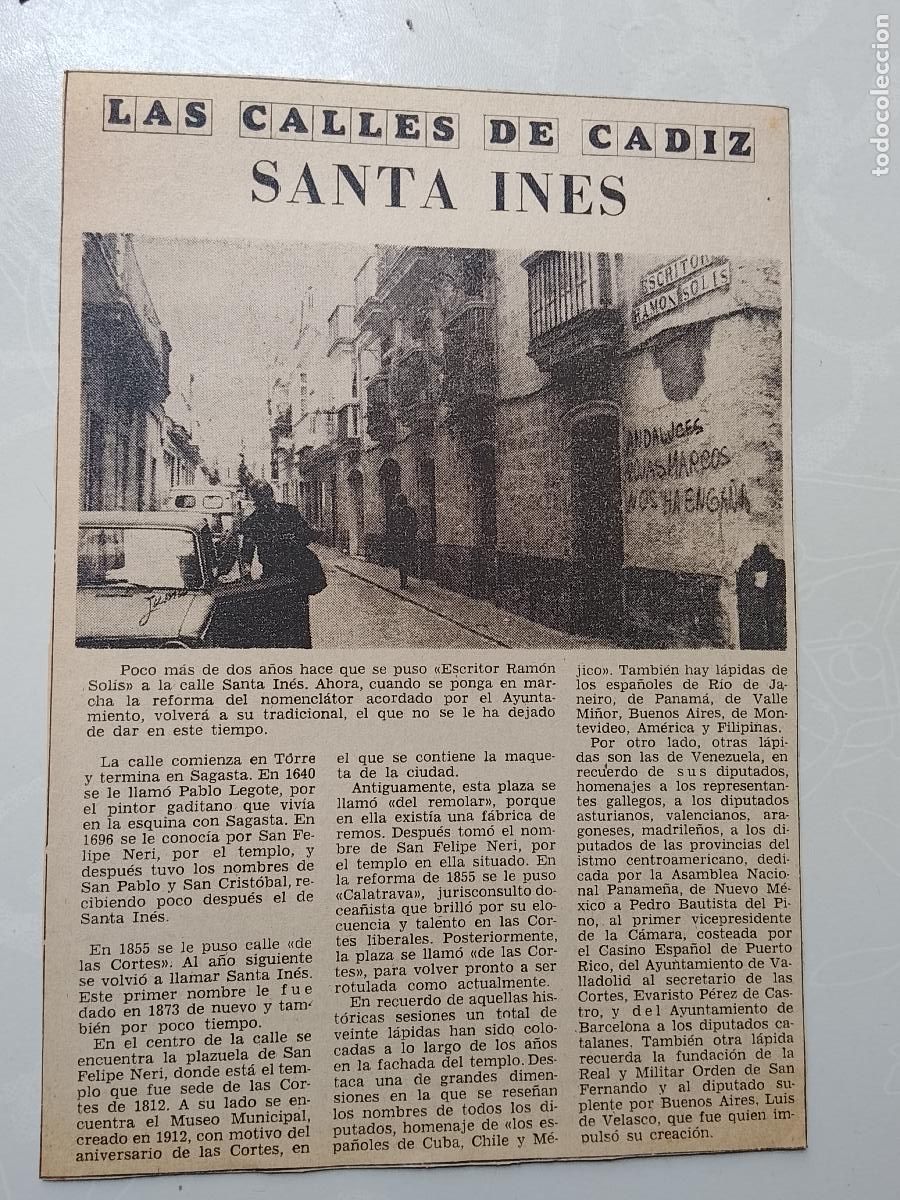 LAS CALLES DE CADIZ
SANTA INES
ESCRITOR
RAMON SOLIS
ANDALUCES
ROJAS MARCOS
NOS HA ENGAÑA
Poco más de dos años hace que se puso «Escritor Ramón
Solís» a la calle Santa Inés. Ahora, cuando se ponga en mar-
cha la reforma del nomenclátor acordado por el Ayunta-
miento, volverá a su tradicional, el que no se le ha dejado
de dar en este tiempo.
La calle comienza en Torre
y termina en Sagasta. En 1640
se le llamó Pablo Legote, por
el pintor gaditano que vivía
en la esquina con Sagasta. En
1696 se le conocía por San Fe-
lipe Neri, por el templo, y
después tuvo los nombres de
San Pablo y San Cristóbal, re-
cibiendo poco después el de
Santa Inés.
En 1855 se le puso calle «de
las Cortes». Al año siguiente
se volvió a llamar Santa Inés.
Este primer nombre le fue
dado en 1873 de nuevo y tam-
bién por poco tiempo.
En el centro de la calle se
encuentra la plazuela de San
Felipe Neri, donde está el tem-
plo que fue sede de las Cor-
tes de 1812. A su lado se en-
cuentra el Museo Municipal,
creado en 1912, con motivo del
aniversario de las Cortes, en
el que se contiene la maque-
ta de la ciudad.
Antiguamente, esta plaza se
llamó «del remolar», porque
en ella existía una fábrica de
remos. Después tomó el nom-
bre de San Felipe Neri, por
el templo en ella situado. En
la reforma de 1855 se le puso
«Calatrava», jurisconsulto do-
ceañista que brilló por su elo-
cuencia y talento en las Cor-
tes liberales. Posteriormente,
la plaza se llamó «de las Cor-
tes», para volver pronto a ser
rotulada como actualmente.
En recuerdo de aquellas his-
tóricas sesiones un total de
veinte lápidas han sido colo-
cadas a lo largo de los años
en la fachada del templo. Des-
taca una de grandes dimen-
siones en la que se reseñan
los nombres de todos los di-
putados, homenaje de «los es-
pañoles de Cuba, Chile y Mé-
jico». También hay lápidas de
los españoles de Río de Ja-
neiro, de Panamá, de Valle
Miñor, Buenos Aires, de Mon-
tevideo, América y Filipinas.
Por otro lado, otras lápi-
das son las de Venezuela, en
recuerdo de sus diputados,
homenajes a los representan-
tes gallegos, a los diputados
asturianos, valencianos, ara-
goneses, madrileños, a los di-
putados de las provincias del
istmo centroamericano, dedi-
cada por la Asamblea Nacio-
nal Panameña, de Nuevo Mé-
xico a Pedro Bautista del Pi-
no, al primer vicepresidente
de la Cámara, costeada por
el Casino Español de Puerto
Rico, del Ayuntamiento de Va-
lladolid al secretario de las
Cortes, Evaristo Pérez de Cas-
tro, y del Ayuntamiento de
Barcelona a los diputados ca-
talanes. También otra lápida
recuerda la fundación de la
Real y Militar Orden de San
Fernando y al diputado su-
plente por Buenos Aires, Luis
de Velasco, que fue quien im-
pulsó su creación.
todocoleccion